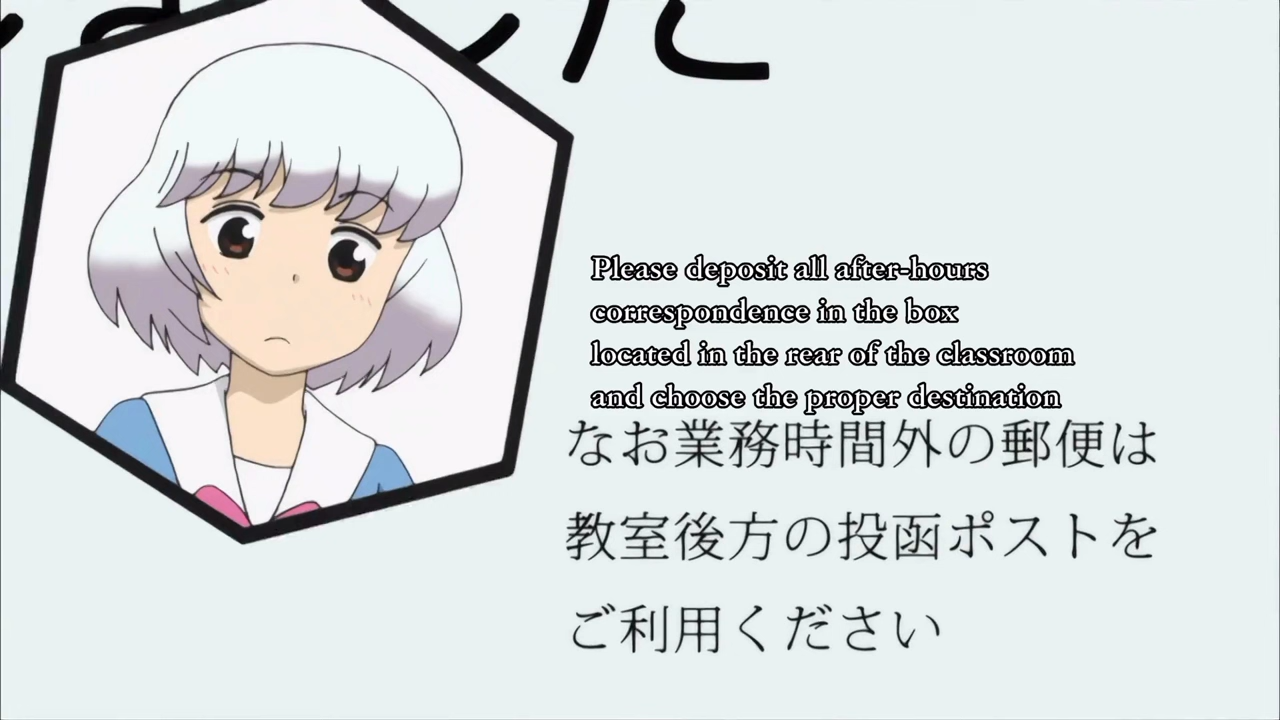 した
Please deposit all after-hours
correspondence in the box
located in the rear of the classroom
and choose the proper destination
なお業務時間外の郵便は
教室後方の投函ポストを
ご利用ください